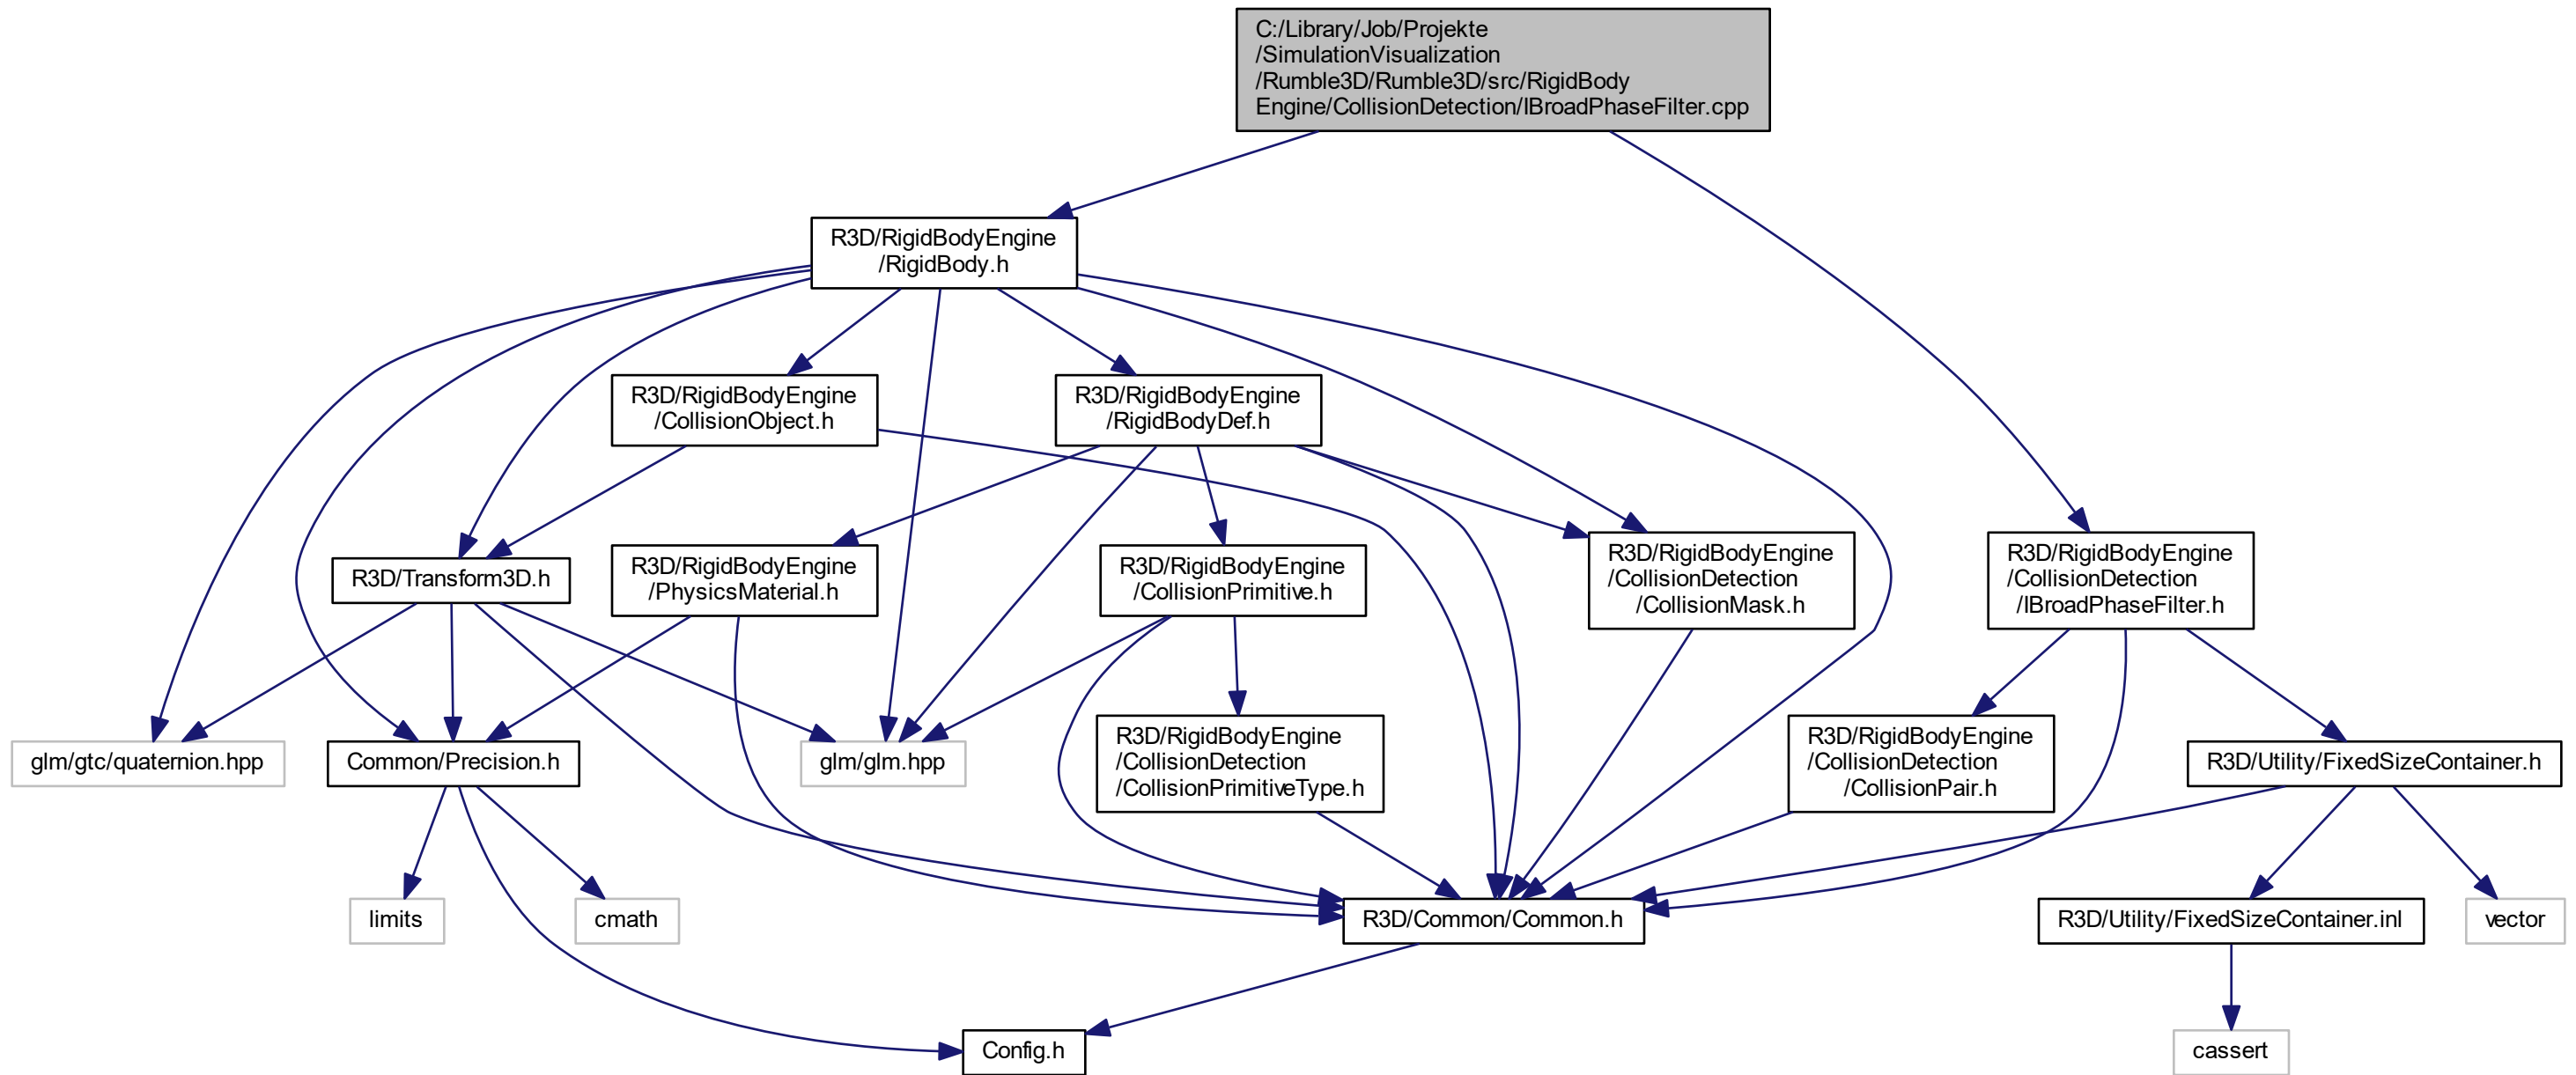 C:/Library/Job/Projekte
/SimulationVisualization
/Rumble3D/Rumble3D/src/RigidBody
Engine/CollisionDetection/IBroadPhaseFilter.cpp
R3D/RigidBodyEngine
/RigidBody.h
R3D/RigidBodyEngine
/CollisionObject.h
R3D/RigidBodyEngine
/RigidBodyDef.h
R3D/Transform3D.h
R3D/RigidBodyEngine
/PhysicsMaterial.h
R3D/RigidBodyEngine
/CollisionPrimitive.h
R3D/RigidBodyEngine
/CollisionDetection
/CollisionMask.h
R3D/RigidBodyEngine
/CollisionDetection
/IBroadPhaseFilter.h
glm/gtc/quaternion.hpp
Common/Precision.h
glm/glm.hpp
R3D/RigidBodyEngine
/CollisionDetection
/CollisionPrimitiveType.h
R3D/RigidBodyEngine
/CollisionDetection
/CollisionPair.h
R3D/Utility/FixedSizeContainer.h
limits
cmath
R3D/Common/Common.h
R3D/Utility/FixedSizeContainer.inl
vector
Config.h
cassert